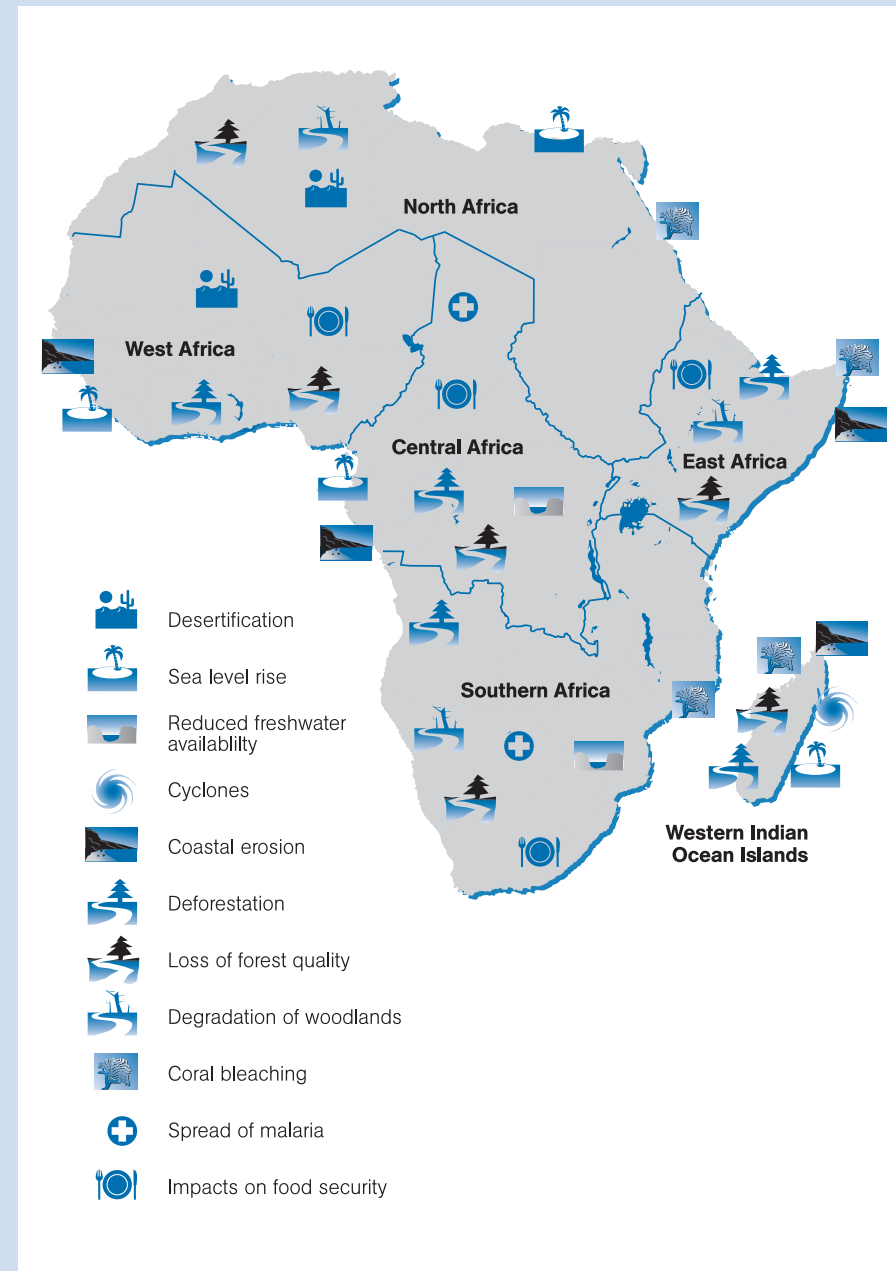 North Africa
West Africa
Central Africa
East Africa
Southern Africa
Western Indian
Ocean Islands
Desertification
Sea level rise
Reduced freshwater
availablilty
Cyclones
Coastal erosion
Deforestation
Loss of forest quality
Degradation of woodlands
Coral bleaching
Spread of malaria
Impacts on food security